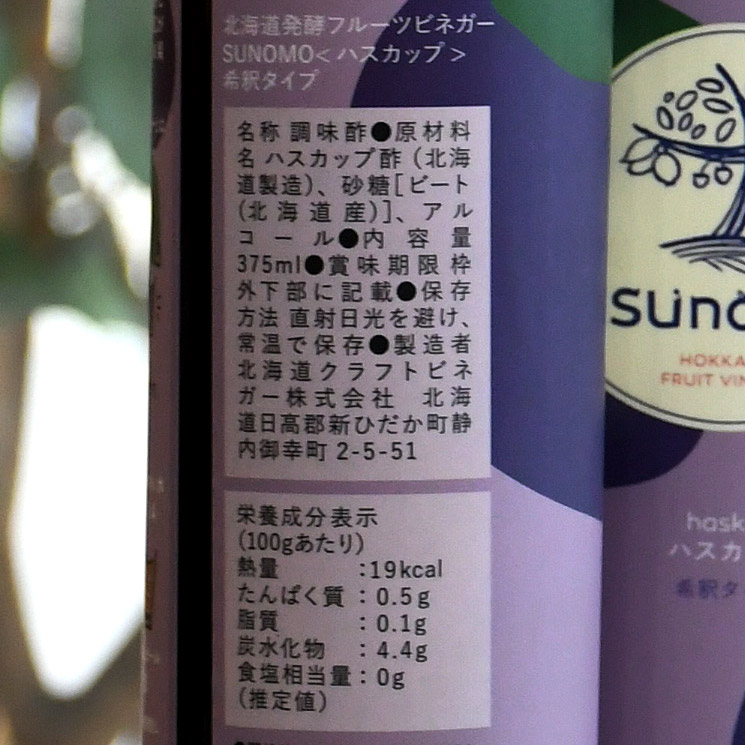 北海道発酵フルーツビネガー
SUNOMO<ハスカップ>
希釈タイプ
名称 調味酢●原材料
名 ハスカップ酢（北海
道製造）、砂糖[ビート
(北海道産)]、アル
コール●内容量
375ml●賞味期限 枠
外下部に記載●保存
方法 直射日光を避け、
常温で保存●製造者
北海道クラフトビネ
ガー株式会社 北海
道日高郡新ひだか町静
内御幸町 2-5-51
栄養成分表示
(100gあたり)
熱量 :19kcal
たんぱく質 : 0.5g
脂質 : 0.1g
炭水化物 : 4.4g
食塩相当量 : 0g
(推定値)
SUNO
HOKKA
FRUIT VIN
hask
ハスカ
希釈タ